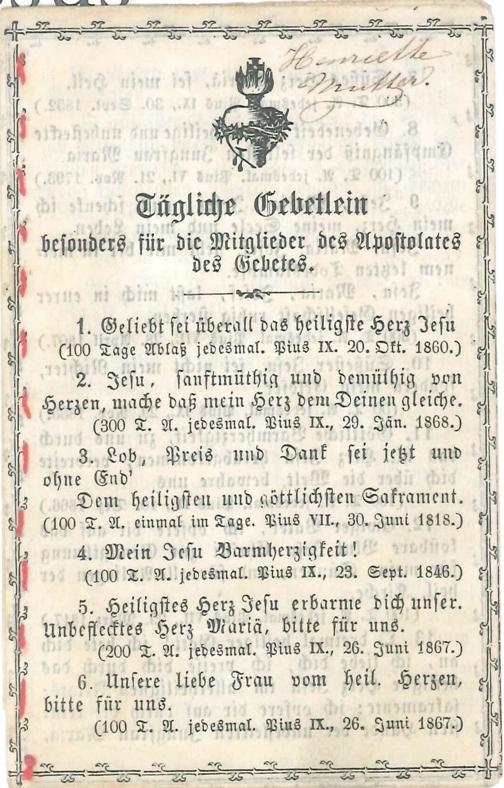 Henriette
Mutter.
Tägliche Gebetlein
besonders für die Mitglieder des Apostolates
des Gebetes.
1. Geliebt sei überall das heiligste Herz Jesu
(100 Tage Ablaß jedesmal. Pius IX. 20. Okt. 1860.)
2. Jesu, sanftmüthig und demüthig von
Herzen, mache daß mein Herz dem Deinen gleiche.
(300 T. A. jedesmal. Pius IX., 29. Jän. 1868.)
3. Lob, Preis und Dank sei jetzt und
ohne End'
Dem heiligsten und göttlichsten Sakrament.
(100 T. A. einmal im Tage. Pius VII., 30. Juni 1818.)
4. Mein Jesu Barmherzigkeit!
(100 T. A. jedesmal. Pius IX., 23. Sept. 1846.)
5. Heiligstes Herz Jesu erbarme dich unser.
Unbeflecktes Herz Mariä, bitte für uns.
(200 T. A. jedesmal. Pius IX., 26. Juni 1867.)
6. Unsere liebe Frau vom heil. Herzen,
bitte für uns.
(100 T. A. jedesmal. Pius IX., 26. Juni 1867.)